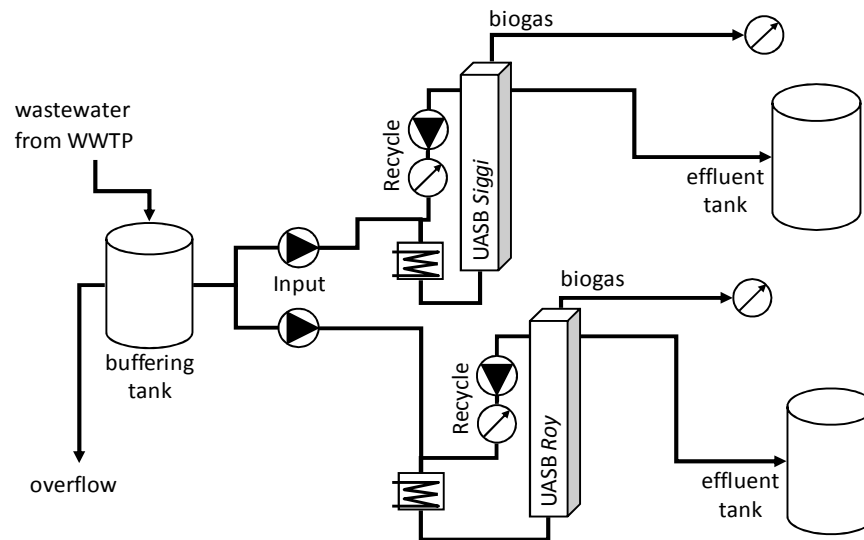 biogas
wastewater
from WWTP
Recycle
UASB Siggi
effluent
tank
Input
biogas
buffering
tank
Recycle
UASB Roy
overflow
effluent
tank